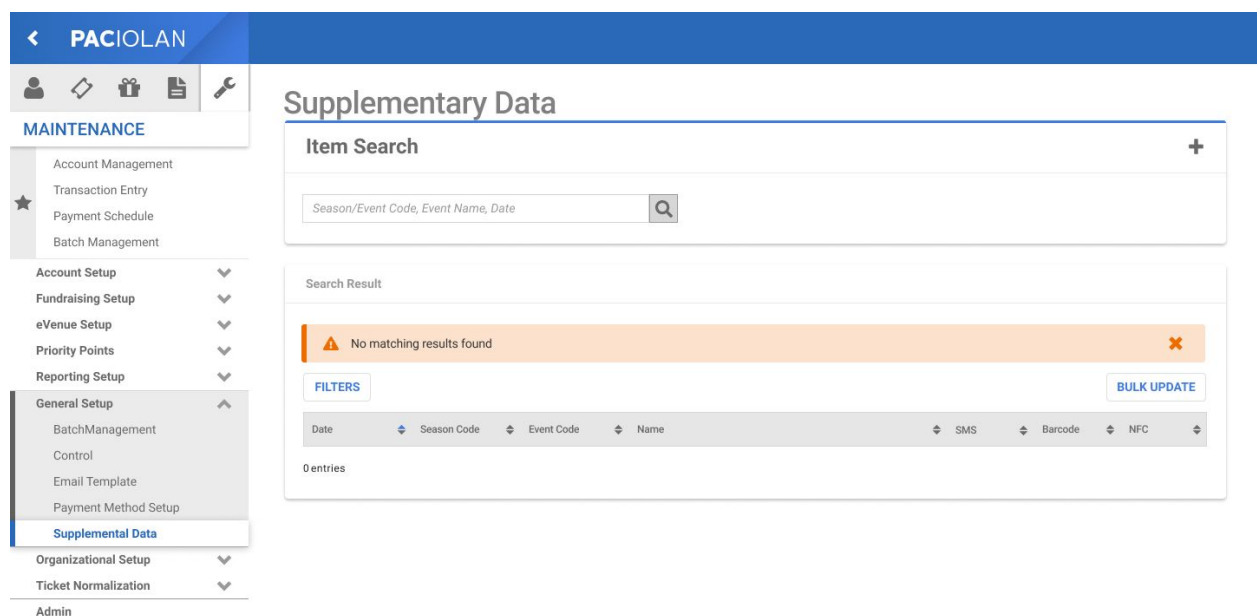 PACIOLAN
MAINTENANCE
Account Management
Transaction Entry
Payment Schedule
Batch Management
Account Setup
Fundraising Setup
eVenue Setup
Priority Points
Reporting Setup
General Setup
BatchManagement
Control
Email Template
Payment Method Setup
Supplemental Data
Organizational Setup
Ticket Normalization
Admin
Supplementary Data
Item Search
Season/Event Code, Event Name, Date
Search Result
No matching results found
FILTERS BULK UPDATE
Date Season Code Event Code Name SMS Barcode NFC
0 entries